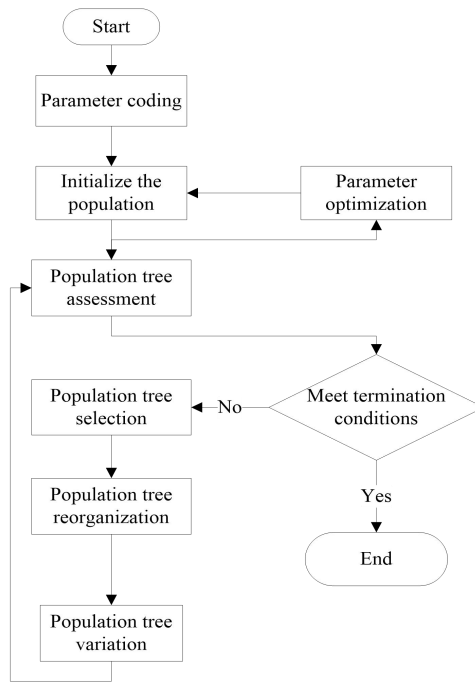 Start
Parameter coding
Initialize the
population
Parameter
optimization
Population tree
assessment
Population tree
selection
No
Meet termination
conditions
Population tree
reorganization
Yes
End
Population tree
variation